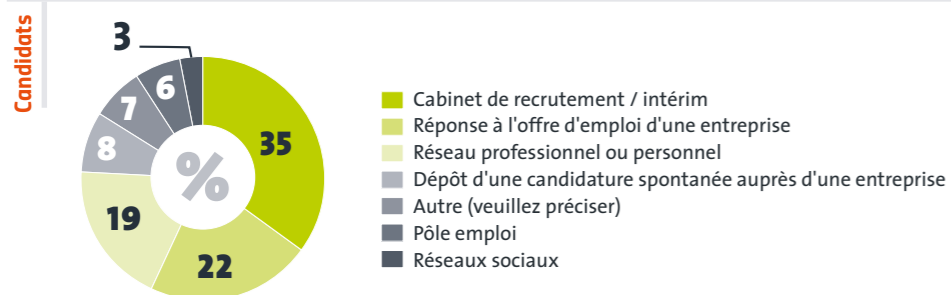 Candidats
3
6
7
8
35
19
22
%
Cabinet de recrutement / intérim
Réponse à l'offre d'emploi d'une entreprise
Réseau professionnel ou personnel
Dépôt d'une candidature spontanée auprès d'une entreprise
Autre (veuillez préciser)
Pôle emploi
Réseaux sociaux